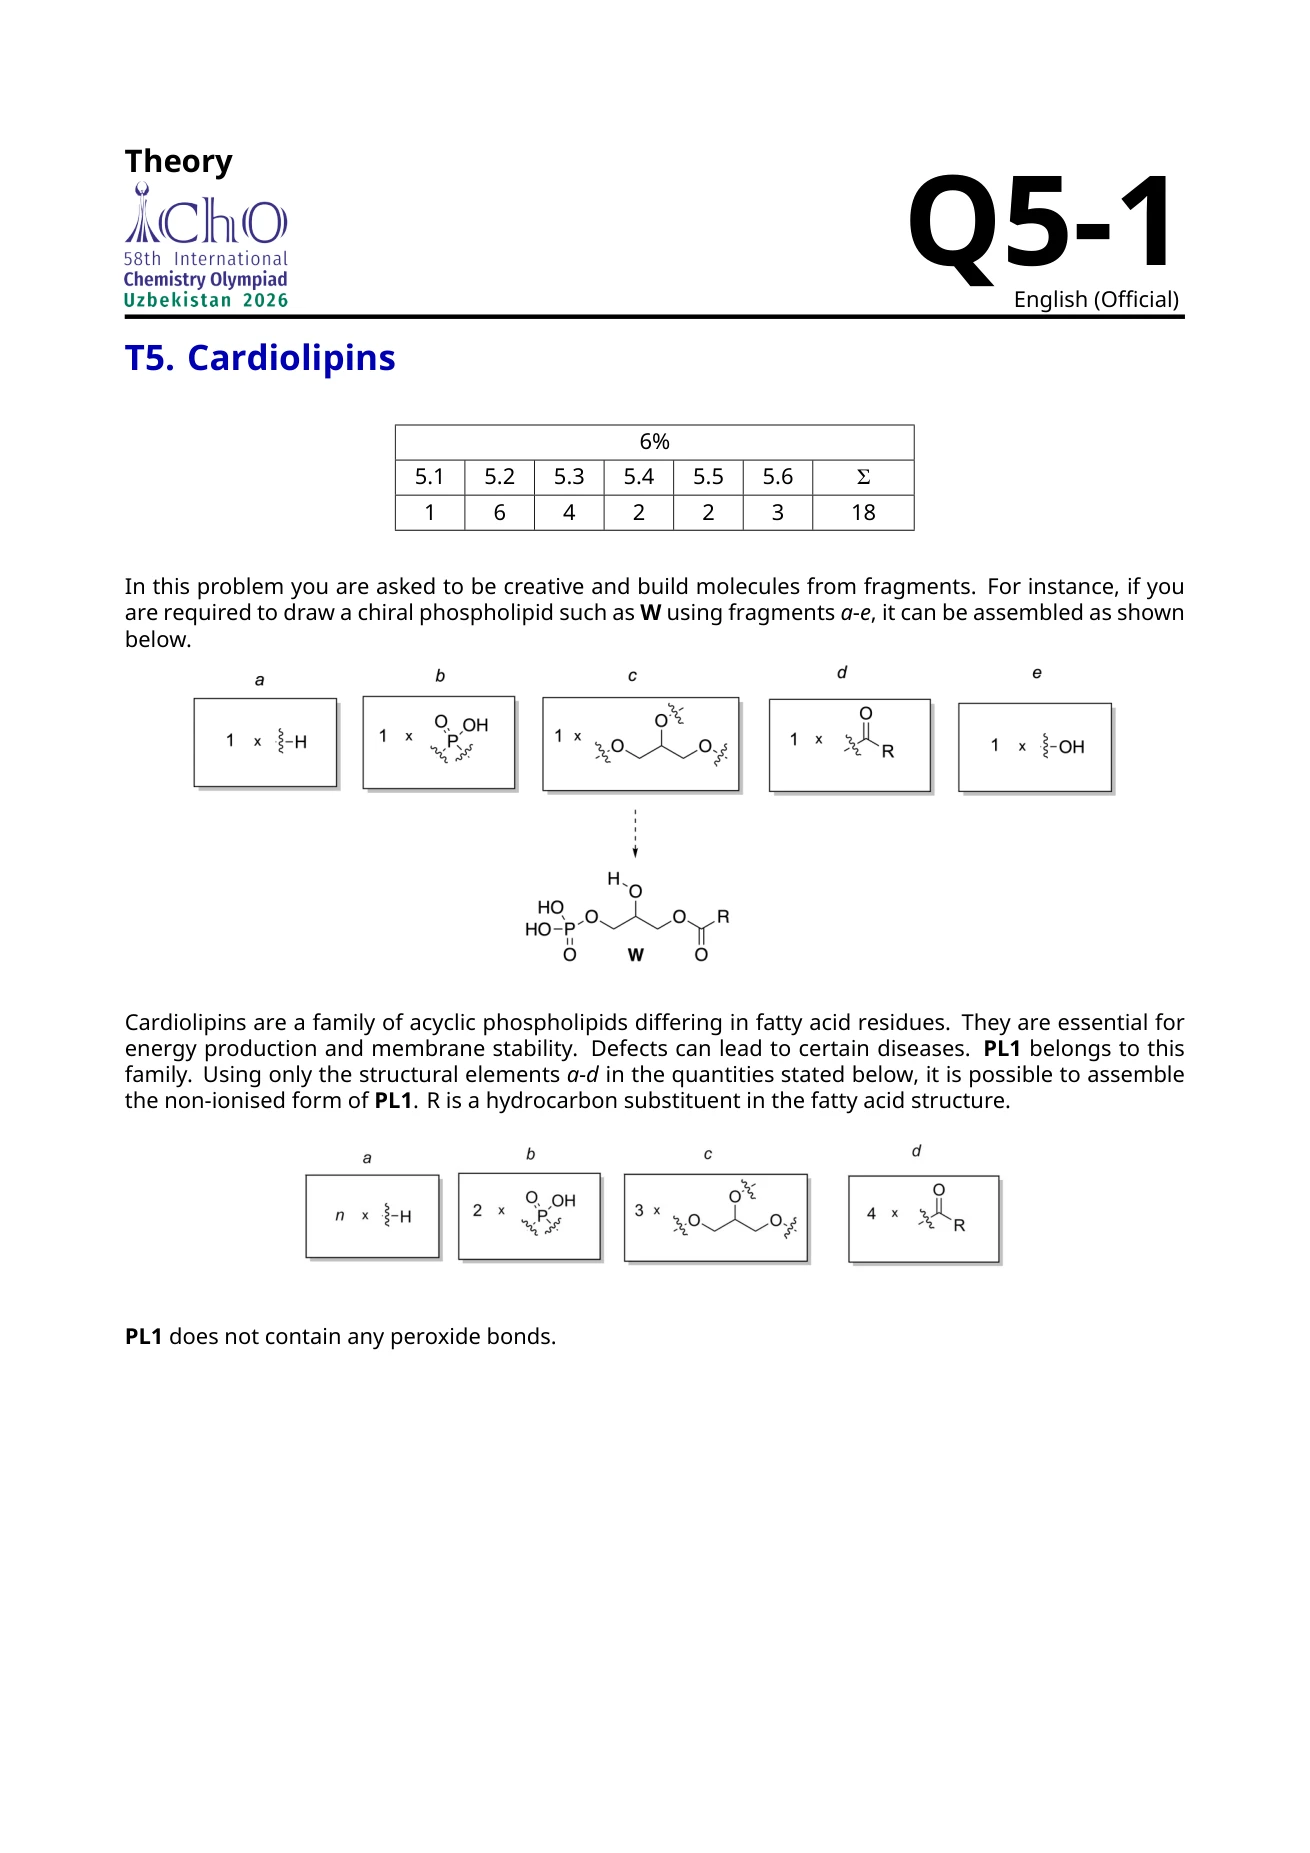 Theory
iChO
58th International
Chemistry Olympiad
Uzbekistan 2026
Q5-1
English (Official)
T5. Cardiolipins
6%
5.1 5.2 5.3 5.4 5.5 5.6 Σ
1 6 4 2 2 3 18
In this problem you are asked to be creative and build molecules from fragments. For instance, if you
are required to draw a chiral phospholipid such as W using fragments a-e, it can be assembled as shown
below.
a b c d e
1 x H
1 x O OH P
1 x O O O
1 x O R
1 x OH
H
O
HO
HO P O O R
O W O
Cardiolipins are a family of acyclic phospholipids differing in fatty acid residues. They are essential for
energy production and membrane stability. Defects can lead to certain diseases. PL1 belongs to this
family. Using only the structural elements a-d in the quantities stated below, it is possible to assemble
the non-ionised form of PL1. R is a hydrocarbon substituent in the fatty acid structure.
a b c d
n x H
2 x O OH P
3 x O O O
4 x O R
PL1 does not contain any peroxide bonds.